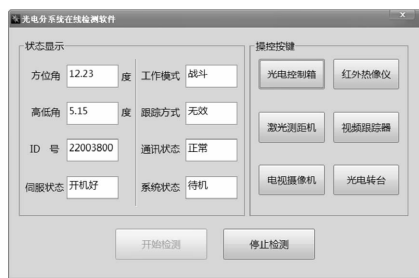 光电分系统在线检测软件
状态显示
方位角 12.23 度 工作模式 战斗
高低角 5.15 度 跟踪方式 无效
ID 号 22003800 通讯状态 正常
伺服状态 开机好 系统状态 待机
操控按键
光电控制箱 红外热像仪
激光测距机 视频跟踪器
电视摄像机 光电转台
开始检测 停止检测